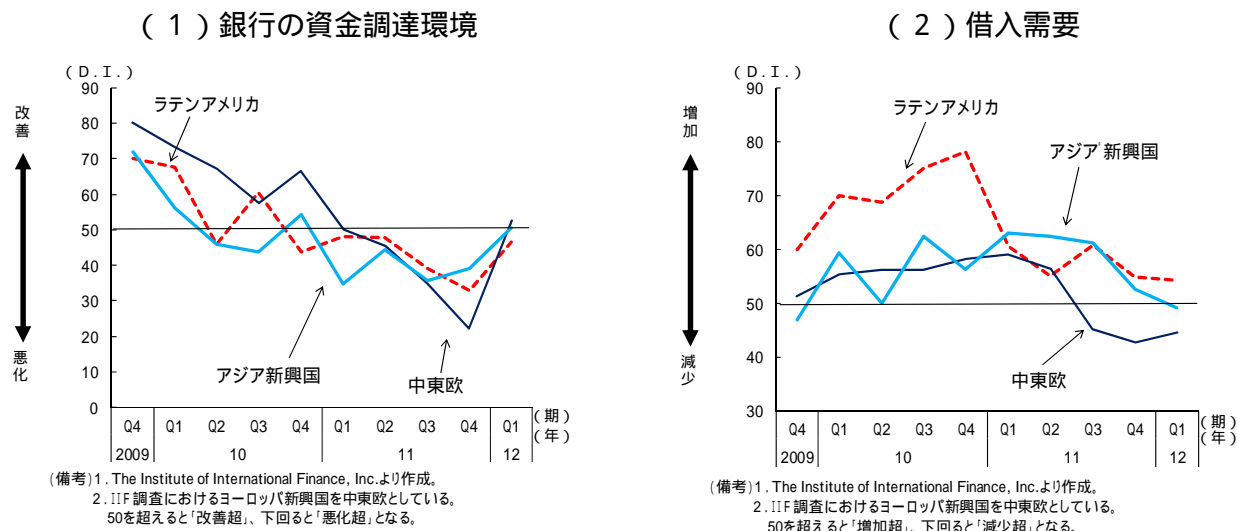 (1)銀行の資金調達環境
(D.I.)
改善
悪化
90
80
70
60
50
40
30
20
10
0
ラテンアメリカ
アジア新興国
中東欧
Q4 Q1 Q2 Q3 Q4 Q1 Q2 Q3 Q4 Q1 (期)
2009 10 11 12 (年)
(備考)1.The Institute of International Finance, Inc.より作成。
2.IIF調査におけるヨーロッパ新興国を中東欧としている。
50を超えると「改善超」、下回ると「悪化超」となる。
(2)借入需要
(D.I.)
増加
減少
90
80
70
60
50
40
30
ラテンアメリカ
アジア新興国
中東欧
Q4 Q1 Q2 Q3 Q4 Q1 Q2 Q3 Q4 Q1 (期)
2009 10 11 12 (年)
(備考)1.The Institute of International Finance, Inc.より作成。
2.IIF調査におけるヨーロッパ新興国を中東欧としている。
50を超えると「増加超」、下回ると「減少超」となる。